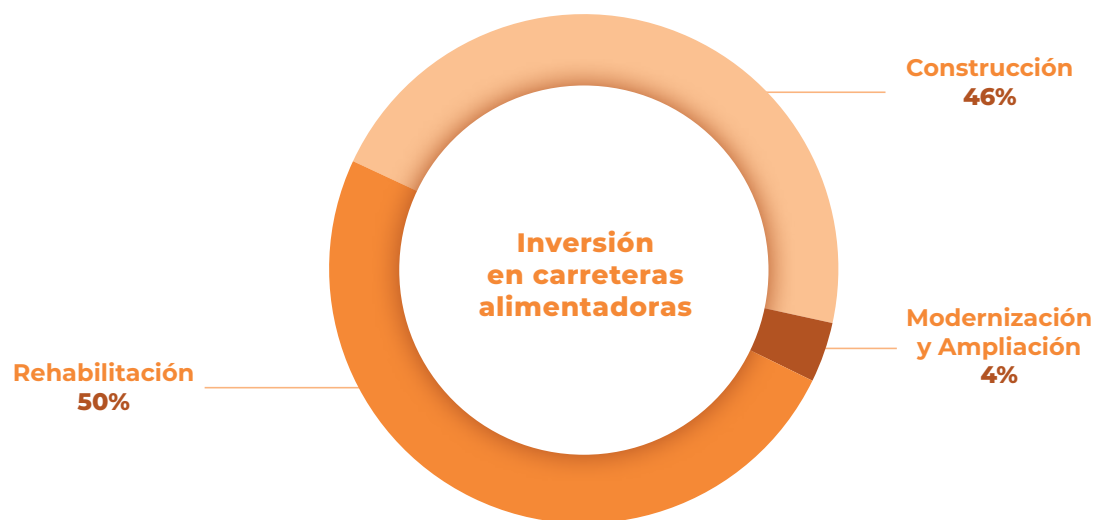 Construcción
46%
Inversión
en carreteras
alimentadoras
Modernización
y Ampliación
4%
Rehabilitación
50%